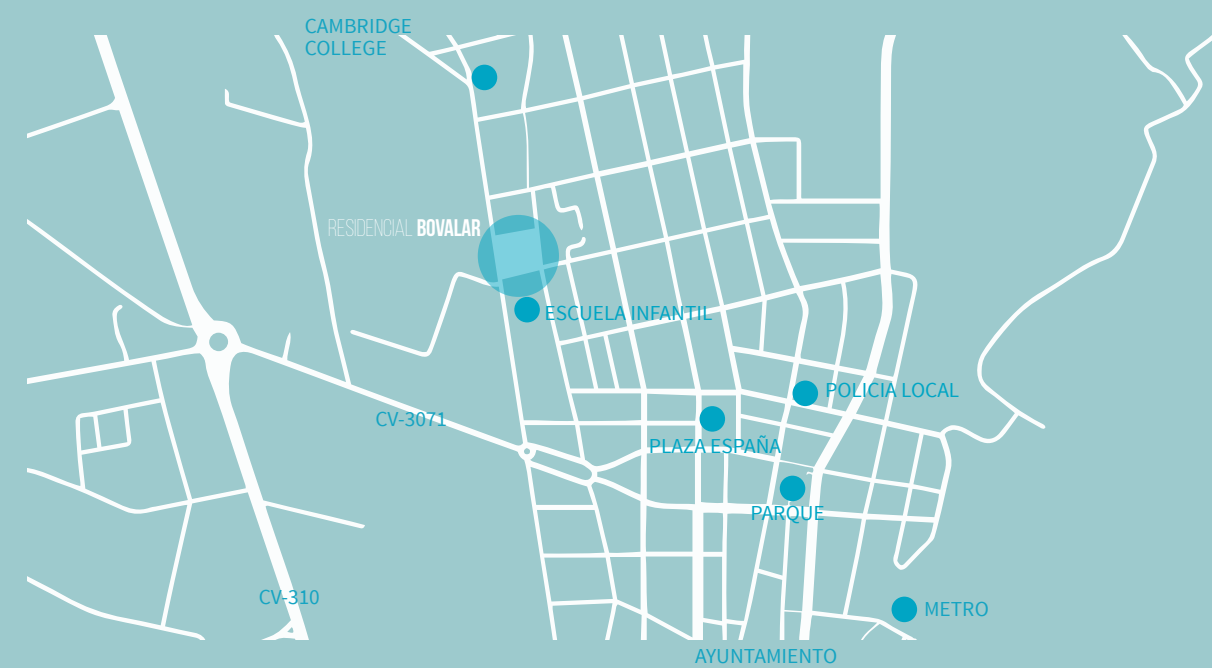 CAMBRIDGE
COLLEGE
RESIDENCIAL BOVALAR
ESCUELA INFANTIL
POLICIA LOCAL
CV-3071
PLAZA ESPAÑA
PARQUE
CV-310
METRO
AYUNTAMIENTO